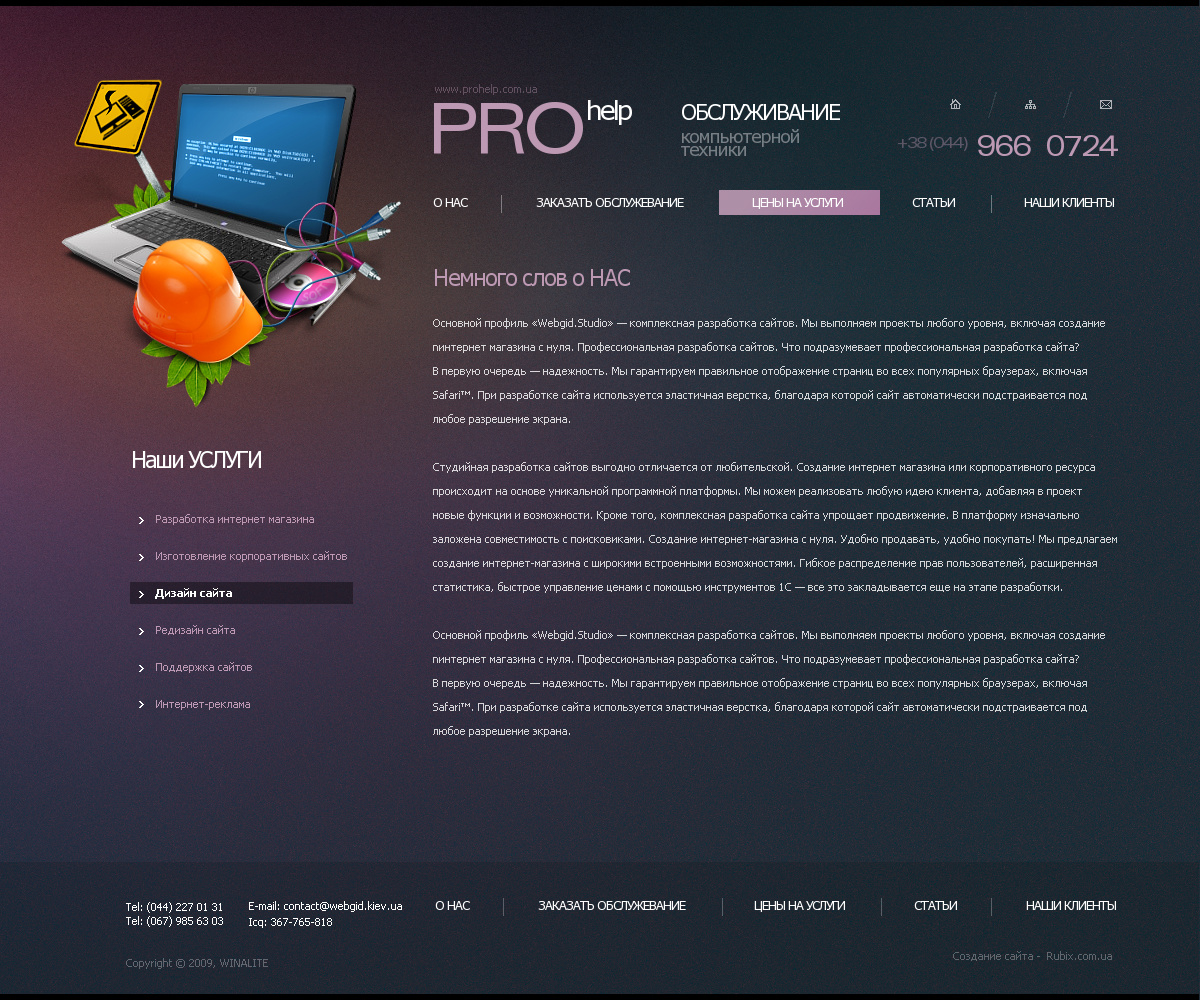 www.prohelp.com.ua
PRO help
ОБСЛУЖИВАНИЕ
компьютерной
техники
+38 (044) 966 0724
О НАС
ЗАКАЗАТЬ ОБСЛУЖЕВАНИЕ
ЦЕНЫ НА УСЛУГИ
СТАТЬИ
НАШИ КЛИЕНТЫ
Немного слов о НАС
Основной профиль «Webgid.Studio» — комплексная разработка сайтов. Мы выполняем проекты любого уровня, включая создание
пинтернет магазина с нуля. Профессиональная разработка сайтов. Что подразумевает профессиональная разработка сайта?
В первую очередь — надежность. Мы гарантируем правильное отображение страниц во всех популярных браузерах, включая
Safari™. При разработке сайта используется эластичная верстка, благодаря которой сайт автоматически подстраивается под
любое разрешение экрана.
Студийная разработка сайтов выгодно отличается от любительской. Создание интернет магазина или корпоративного ресурса
происходит на основе уникальной программной платформы. Мы можем реализовать любую идею клиента, добавляя в проект
новые функции и возможности. Кроме того, комплексная разработка сайта упрощает продвижение. В платформу изначально
заложена совместимость с поисковиками. Создание интернет-магазина с нуля. Удобно продавать, удобно покупать! Мы предлагаем
создание интернет-магазина с широкими встроенными возможностями. Гибкое распределение прав пользователей, расширенная
статистика, быстрое управление ценами с помощью инструментов 1С — все это закладывается еще на этапе разработки.
Основной профиль «Webgid.Studio» — комплексная разработка сайтов. Мы выполняем проекты любого уровня, включая создание
пинтернет магазина с нуля. Профессиональная разработка сайтов. Что подразумевает профессиональная разработка сайта?
В первую очередь — надежность. Мы гарантируем правильное отображение страниц во всех популярных браузерах, включая
Safari™. При разработке сайта используется эластичная верстка, благодаря которой сайт автоматически подстраивается под
любое разрешение экрана.
Наши УСЛУГИ
Разработка интернет магазина
Изготовление корпоративных сайтов
Дизайн сайта
Редизайн сайта
Поддержка сайтов
Интернет-реклама
Tel: (044) 227 01 31
Tel: (067) 985 63 03
E-mail: contact@webgid.kiev.ua
Icq: 367-765-818
О НАС
ЗАКАЗАТЬ ОБСЛУЖЕВАНИЕ
ЦЕНЫ НА УСЛУГИ
СТАТЬИ
НАШИ КЛИЕНТЫ
Copyright © 2009, WINALITE
Создание сайта - Rubix.com.ua